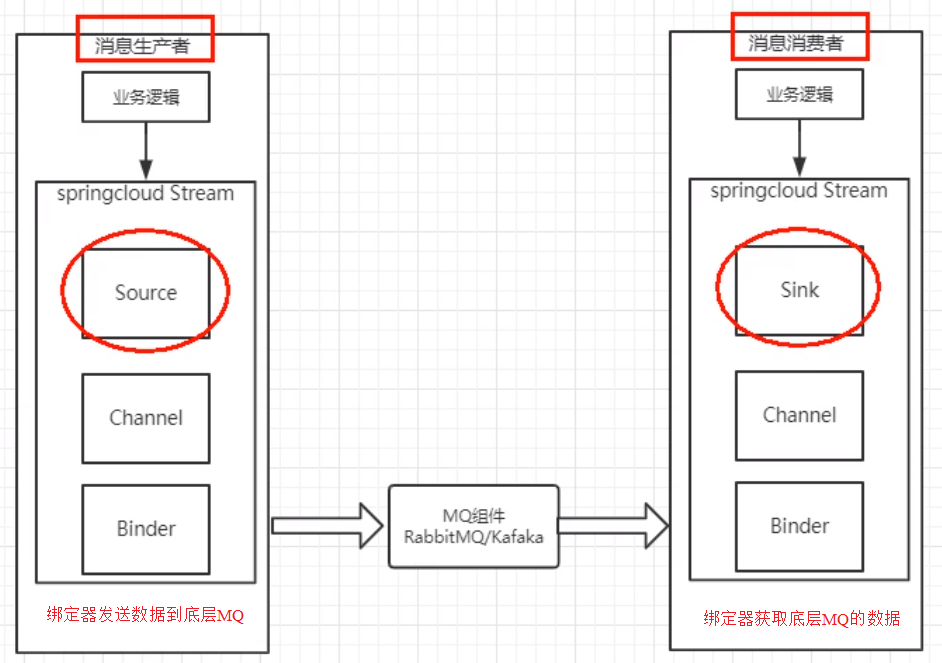 消息生产者
业务逻辑
springcloud Stream
Source
Channel
Binder
绑定器发送数据到底层MQ
MQ组件
RabbitMQ/Kafaka
消息消费者
业务逻辑
springcloud Stream
Sink
Channel
Binder
绑定器获取底层MQ的数据